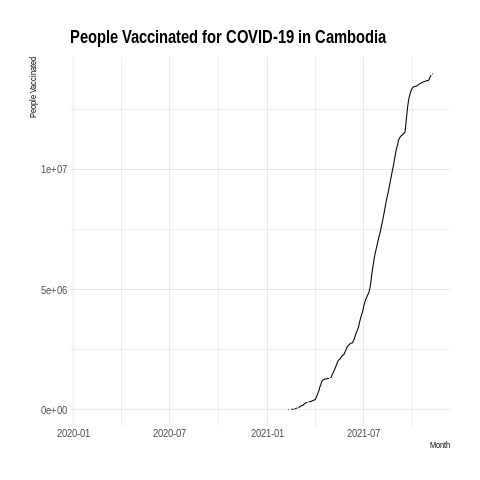 People Vaccinated for COVID-19 in Cambodia
People Vaccinated
1e+07
5e+06
0e+00
2020-01 2020-07 2021-01 2021-07
Month